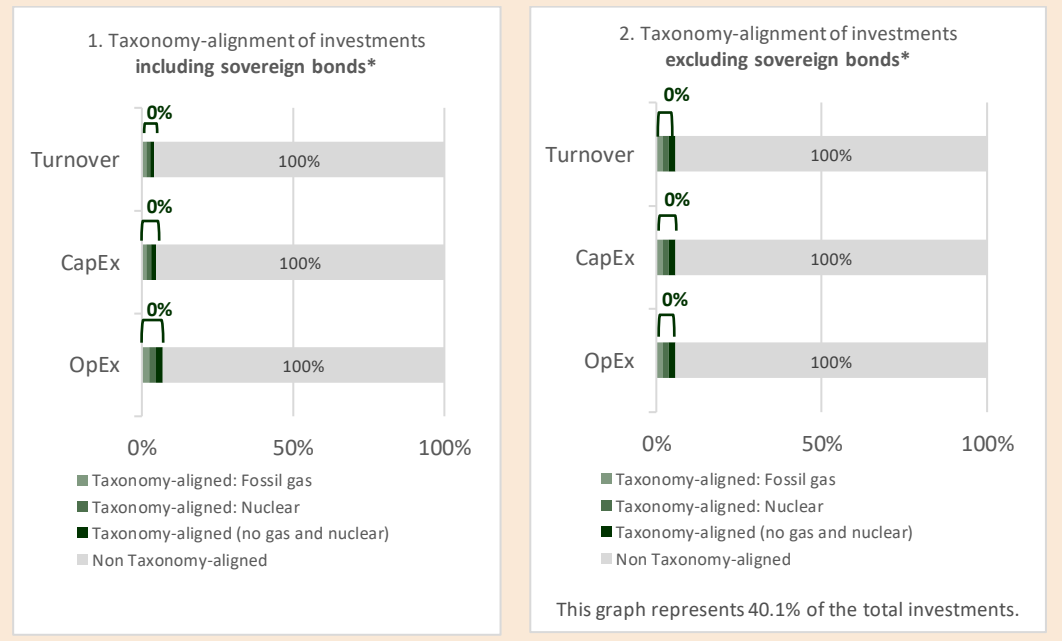 1. Taxonomy-alignment of investments
including sovereign bonds*
0%
Turnover
100%
0%
CapEx
100%
0%
OpEx
100%
0%
50%
100%
Taxonomy-aligned: Fossil gas
Taxonomy-aligned: Nuclear
Taxonomy-aligned (no gas and nuclear)
Non Taxonomy-aligned
2. Taxonomy-alignment of investments
excluding sovereign bonds*
0%
Turnover
100%
0%
CapEx
100%
0%
OpEx
100%
0%
50%
100%
Taxonomy-aligned: Fossil gas
Taxonomy-aligned: Nuclear
Taxonomy-aligned (no gas and nuclear)
Non Taxonomy-aligned
This graph represents 40.1% of the total investments.